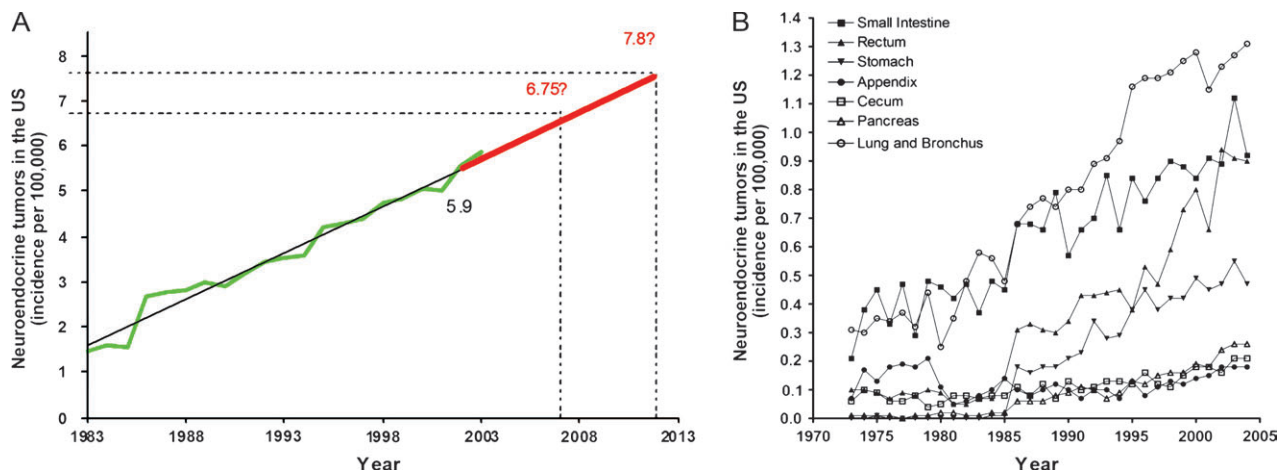 A
Neuroendocrine tumors in the US
(incidence per 100,000)
8
7
6
5
4
3
2
1
0
7.8?
6.75?
5.9
1983
1988
1993
1998
2003
2008
2013
Year
B
Neuroendocrine tumors in the US
(incidence per 100,000)
1.4
1.3
1.2
1.1
1.0
0.9
0.8
0.7
0.6
0.5
0.4
0.3
0.2
0.1
0.0
Small Intestine
Rectum
Stomach
Appendix
Cecum
Pancreas
Lung and Bronchus
1970
1975
1980
1985
1990
1995
2000
2005
Year